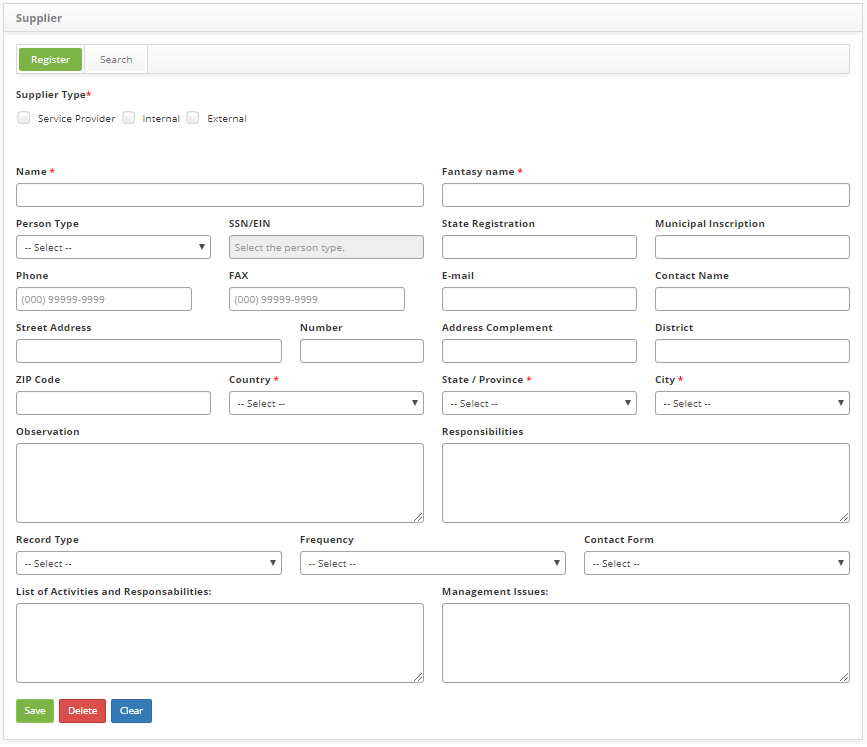 Supplier
Register Search
Supplier Type*
Service Provider Internal External
Name * Fantasy name *
Person Type SSN/EIN State Registration Municipal Inscription
-- Select -- Select the person type.
Phone FAX E-mail Contact Name
(000) 99999-9999 (000) 99999-9999
Street Address Number Address Complement District
ZIP Code Country * State / Province * City *
-- Select -- -- Select -- -- Select --
Observation Responsibilities
Record Type Frequency Contact Form
-- Select -- -- Select -- -- Select --
List of Activities and Responsabilities: Management Issues:
Save Delete Clear